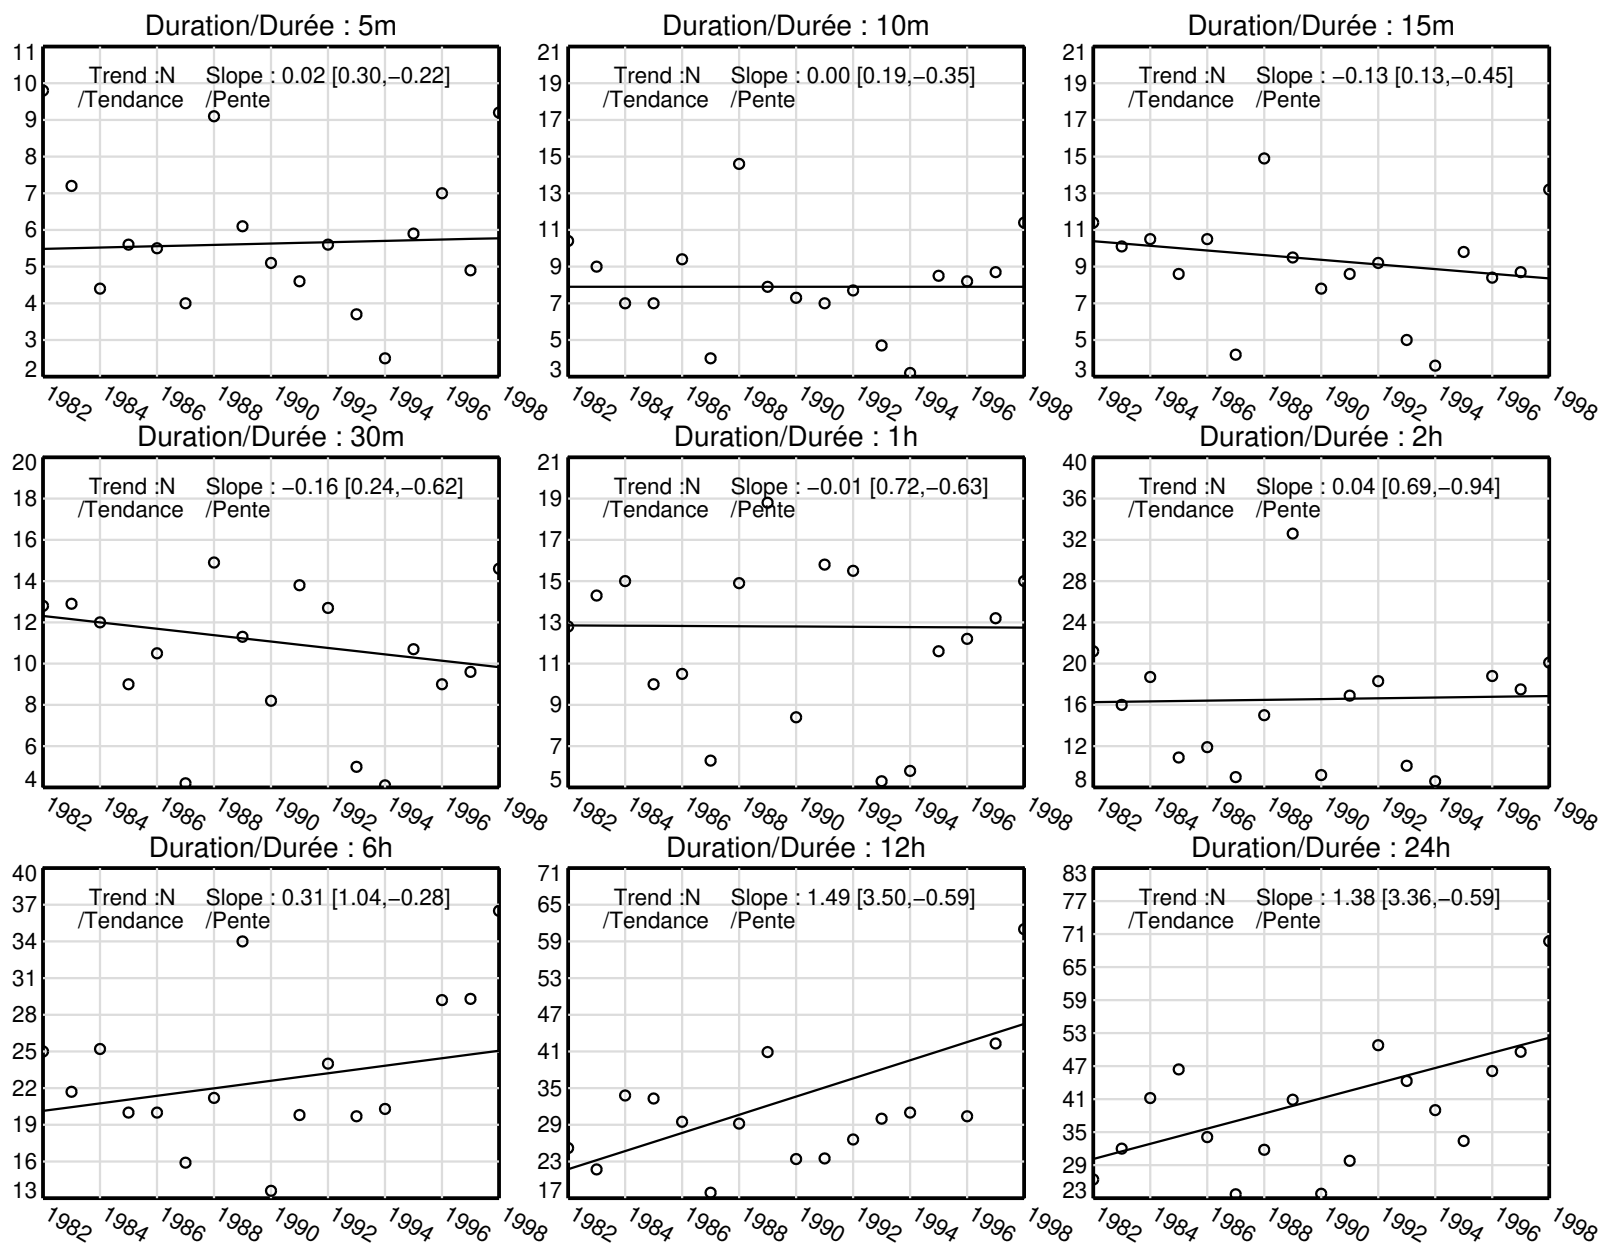 Duration/Durée : 5m
11
10
9
8
7
6
5
4
3
2
Trend :N Slope : 0.02 [0.30,−0.22]
/Tendance /Pente
1982 1984 1986 1988 1990 1992 1994 1996 1998
Duration/Durée : 10m
21
19
17
15
13
11
9
7
5
3
Trend :N Slope : 0.00 [0.19,−0.35]
/Tendance /Pente
1982 1984 1986 1988 1990 1992 1994 1996 1998
Duration/Durée : 15m
21
19
17
15
13
11
9
7
5
3
Trend :N Slope : −0.13 [0.13,−0.45]
/Tendance /Pente
1982 1984 1986 1988 1990 1992 1994 1996 1998
Duration/Durée : 30m
20
18
16
14
12
10
8
6
4
Trend :N Slope : −0.16 [0.24,−0.62]
/Tendance /Pente
1982 1984 1986 1988 1990 1992 1994 1996 1998
Duration/Durée : 1h
21
19
17
15
13
11
9
7
5
Trend :N Slope : −0.01 [0.72,−0.63]
/Tendance /Pente
1982 1984 1986 1988 1990 1992 1994 1996 1998
Duration/Durée : 2h
40
36
32
28
24
20
16
12
8
Trend :N Slope : 0.04 [0.69,−0.94]
/Tendance /Pente
1982 1984 1986 1988 1990 1992 1994 1996 1998
Duration/Durée : 6h
40
37
34
31
28
25
22
19
16
13
Trend :N Slope : 0.31 [1.04,−0.28]
/Tendance /Pente
1982 1984 1986 1988 1990 1992 1994 1996 1998
Duration/Durée : 12h
71
65
59
53
47
41
35
29
23
17
Trend :N Slope : 1.49 [3.50,−0.59]
/Tendance /Pente
1982 1984 1986 1988 1990 1992 1994 1996 1998
Duration/Durée : 24h
83
77
71
65
59
53
47
41
35
29
23
Trend :N Slope : 1.38 [3.36,−0.59]
/Tendance /Pente
1982 1984 1986 1988 1990 1992 1994 1996 1998